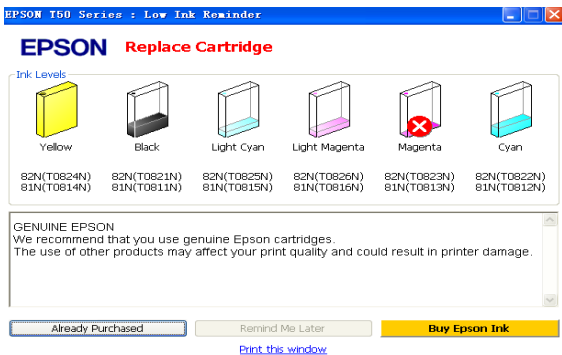 EPSON T50 Series : Low Ink Reminder
EPSON Replace Cartridge
Ink Levels
Yellow Black Light Cyan Light Magenta Magenta Cyan
82N(T0824N) 82N(T0821N) 82N(T0825N) 82N(T0826N) 82N(T0823N) 82N(T0822N)
81N(T0814N) 81N(T0811N) 81N(T0815N) 81N(T0816N) 81N(T0813N) 81N(T0812N)
GENUINE EPSON
We recommend that you use genuine Epson cartridges.
The use of other products may affect your print quality and could result in printer damage.
Already Purchased Remind Me Later Buy Epson Ink
Print this window